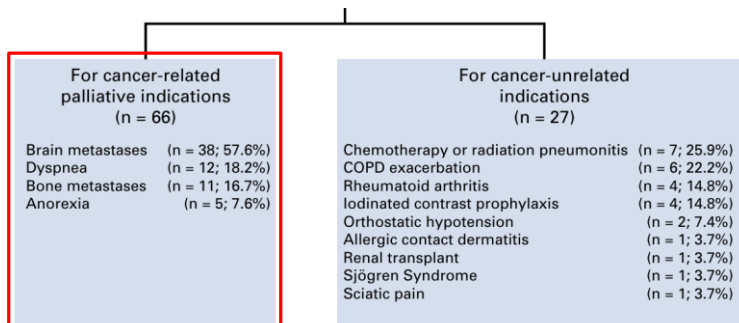 For cancer-related
palliative indications
(n = 66)
Brain metastases (n = 38; 57.6%)
Dyspnea (n = 12; 18.2%)
Bone metastases (n = 11; 16.7%)
Anorexia (n = 5; 7.6%)
For cancer-unrelated
indications
(n = 27)
Chemotherapy or radiation pneumonitis (n = 7; 25.9%)
COPD exacerbation (n = 6; 22.2%)
Rheumatoid arthritis (n = 4; 14.8%)
Iodinated contrast prophylaxis (n = 4; 14.8%)
Orthostatic hypotension (n = 2; 7.4%)
Allergic contact dermatitis (n = 1; 3.7%)
Renal transplant (n = 1; 3.7%)
Sjögren Syndrome (n = 1; 3.7%)
Sciatic pain (n = 1; 3.7%)